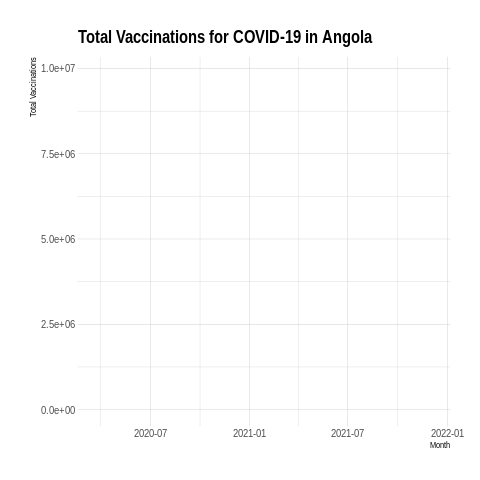 Total Vaccinations for COVID-19 in Angola
Total Vaccinations
1.0e+07
7.5e+06
5.0e+06
2.5e+06
0.0e+00
2020-07 2021-01 2021-07 2022-01
Month